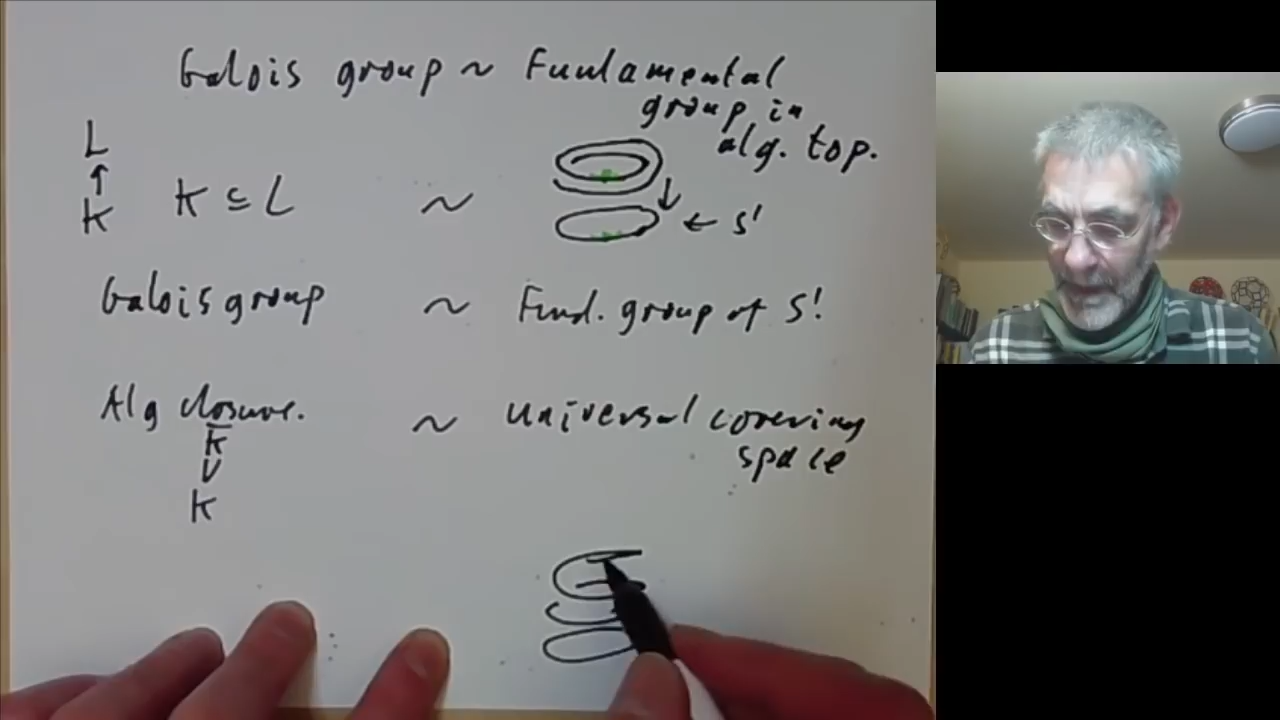 Galois group ~ Fundamental
group in
alg. top.
L
↑
K
K ⊆ L ~ ↓ ← S¹
Galois group ~ Fund. group of S¹
Alg closure. ~ universal covering
space
K̅
∪
K